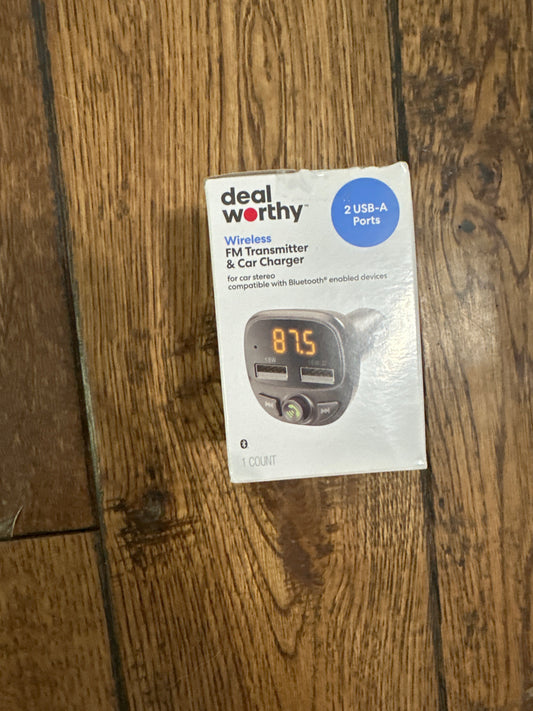 deal
worthy™
2 USB-A
Ports
Wireless
FM Transmitter
& Car Charger
for car stereo
compatible with Bluetooth® enabled devices
87.5
1 COUNT